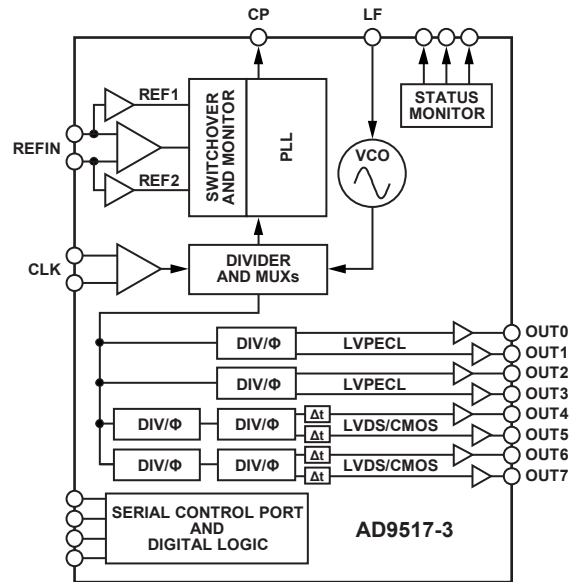 CP
LF
REF1
REFIN
REF2
SWITCHOVER
AND MONITOR
PLL
VCO
STATUS
MONITOR
CLK
DIVIDER
AND MUXs
DIV/Φ
LVPECL
OUT0
OUT1
DIV/Φ
LVPECL
OUT2
OUT3
DIV/Φ
DIV/Φ
Δt
Δt
LVDS/CMOS
OUT4
OUT5
DIV/Φ
DIV/Φ
Δt
Δt
LVDS/CMOS
OUT6
OUT7
SERIAL CONTROL PORT
AND
DIGITAL LOGIC
AD9517-3